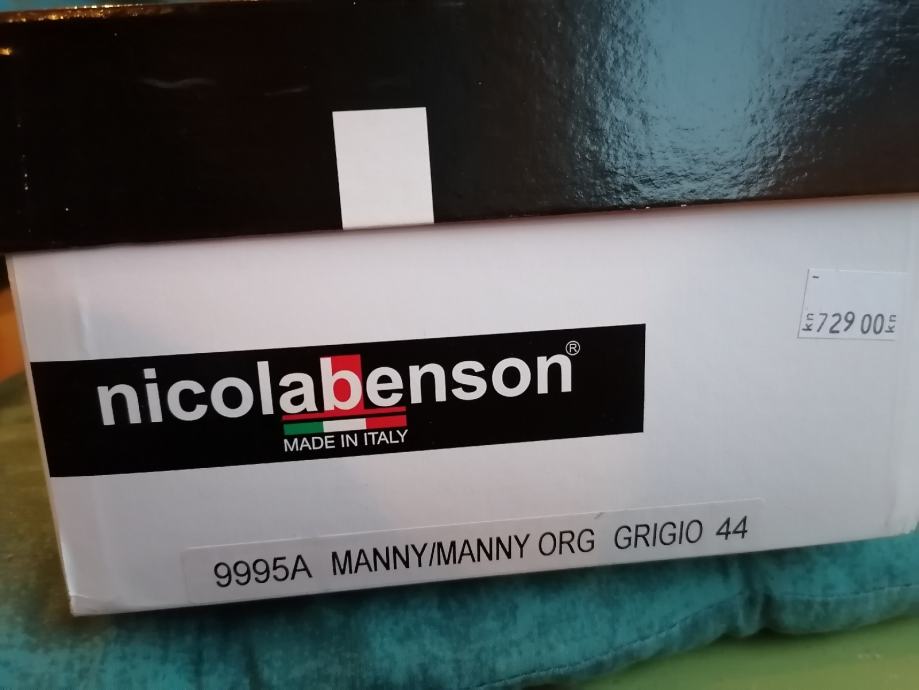 kn 729 00 kn
nicolabenson®
MADE IN ITALY
9995A MANNY/MANNY ORG GRIGIO 44